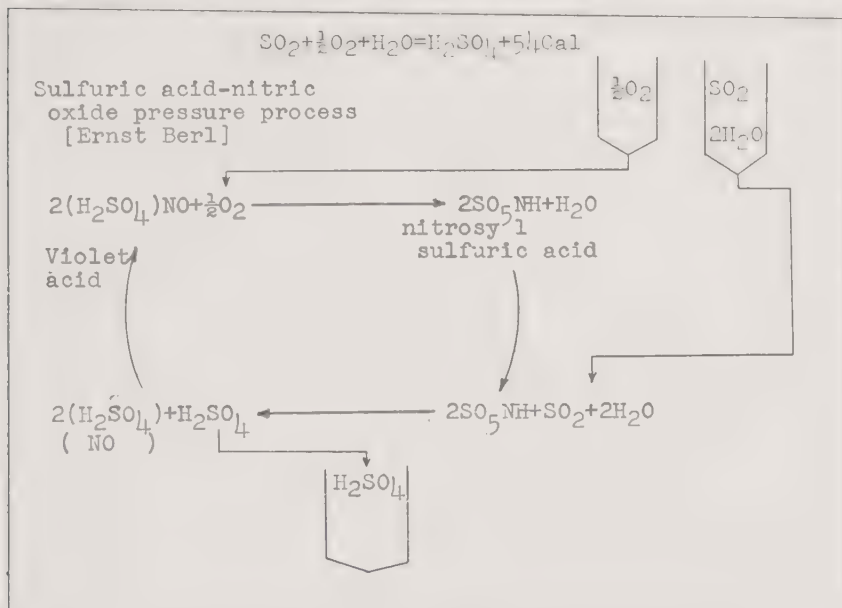 SO₂+½O₂+H₂O=H₂SO₄+54Cal
Sulfuric acid-nitric
oxide pressure process
[Ernst Berl]
½O₂
SO₂
2H₂O
2(H₂SO₄)NO+½O₂
2SO₅NH+H₂O
nitrosyl
sulfuric acid
Violet
acid
2(H₂SO₄)+H₂SO₄
( NO )
2SO₅NH+SO₂+2H₂O
H₂SO₄